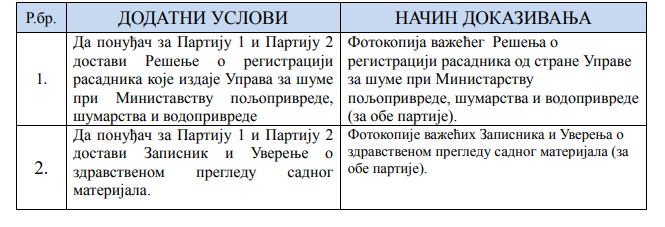 Р.бр.
ДОДАТНИ УСЛОВИ
НАЧИН ДОКАЗИВАЊА
1.
Да понуђач за Партију 1 и Партију 2
достави Решење о регистрацији
расадника које издаје Управа за шуме
при Министавству пољопривреде,
шумарства и водопривреде
Фотокопија важећег Решења о
регистрацији расадника од стране Управе
за шуме при Министарству
пољопривреде, шумарства и водопривреде
(за обе партије).
2.
Да понуђач за Партију 1 и Партију 2
достави Записник и Уверење о
здравственом прегледу садног
материјала.
Фотокопије важећих Записника и Уверења о
здравственом прегледу садног материјала (за
обе партије).